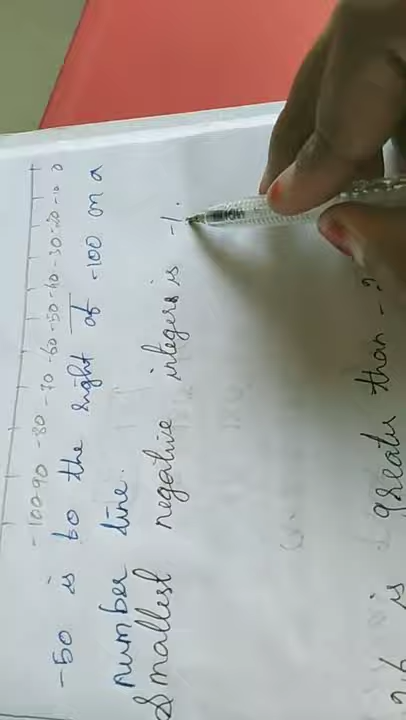 -100 -90 -80 -70 -60 -50 -40 -30 -20 -10 0
-50 is to the right of -100 on a
number line.
Smallest negative integers is -1.
is greater than -